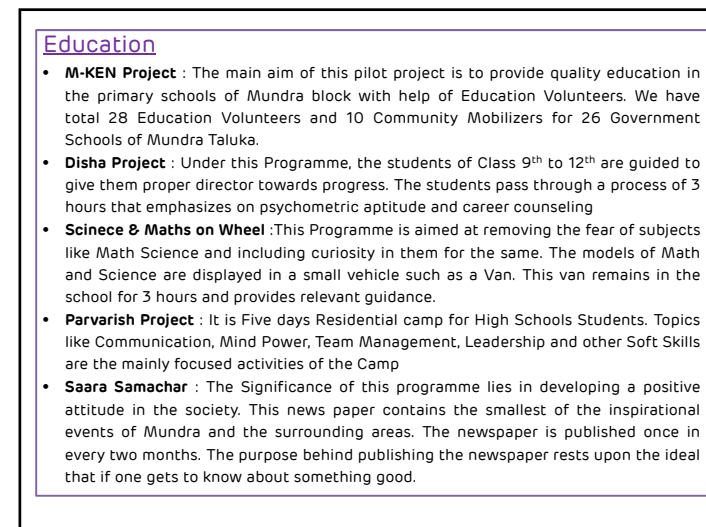 Education
• M-KEN Project : The main aim of this pilot project is to provide quality education in
the primary schools of Mundra block with help of Education Volunteers. We have
total 28 Education Volunteers and 10 Community Mobilizers for 26 Government
Schools of Mundra Taluka.
• Disha Project : Under this Programme, the students of Class 9th to 12th are guided to
give them proper director towards progress. The students pass through a process of 3
hours that emphasizes on psychometric aptitude and career counseling
• Scinece & Maths on Wheel :This Programme is aimed at removing the fear of subjects
like Math Science and including curiosity in them for the same. The models of Math
and Science are displayed in a small vehicle such as a Van. This van remains in the
school for 3 hours and provides relevant guidance.
• Parvarish Project : It is Five days Residential camp for High Schools Students. Topics
like Communication, Mind Power, Team Management, Leadership and other Soft Skills
are the mainly focused activities of the Camp
• Saara Samachar : The Significance of this programme lies in developing a positive
attitude in the society. This news paper contains the smallest of the inspirational
events of Mundra and the surrounding areas. The newspaper is published once in
every two months. The purpose behind publishing the newspaper rests upon the ideal
that if one gets to know about something good.